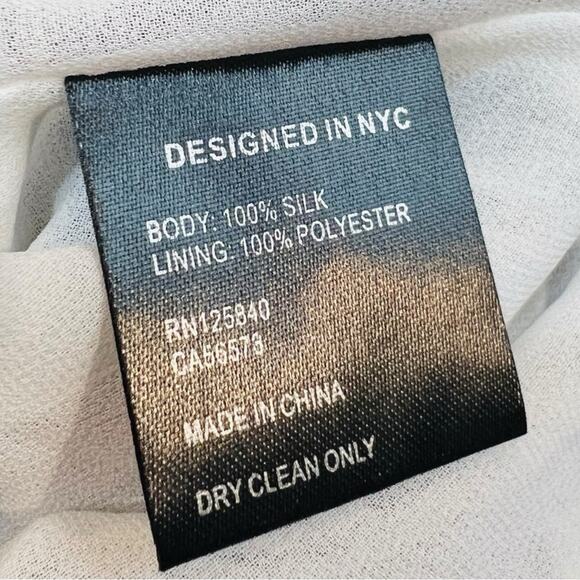 DESIGNED IN NYC
BODY: 100% SILK
LINING: 100% POLYESTER
RN125840
CA56573
MADE IN CHINA
DRY CLEAN ONLY